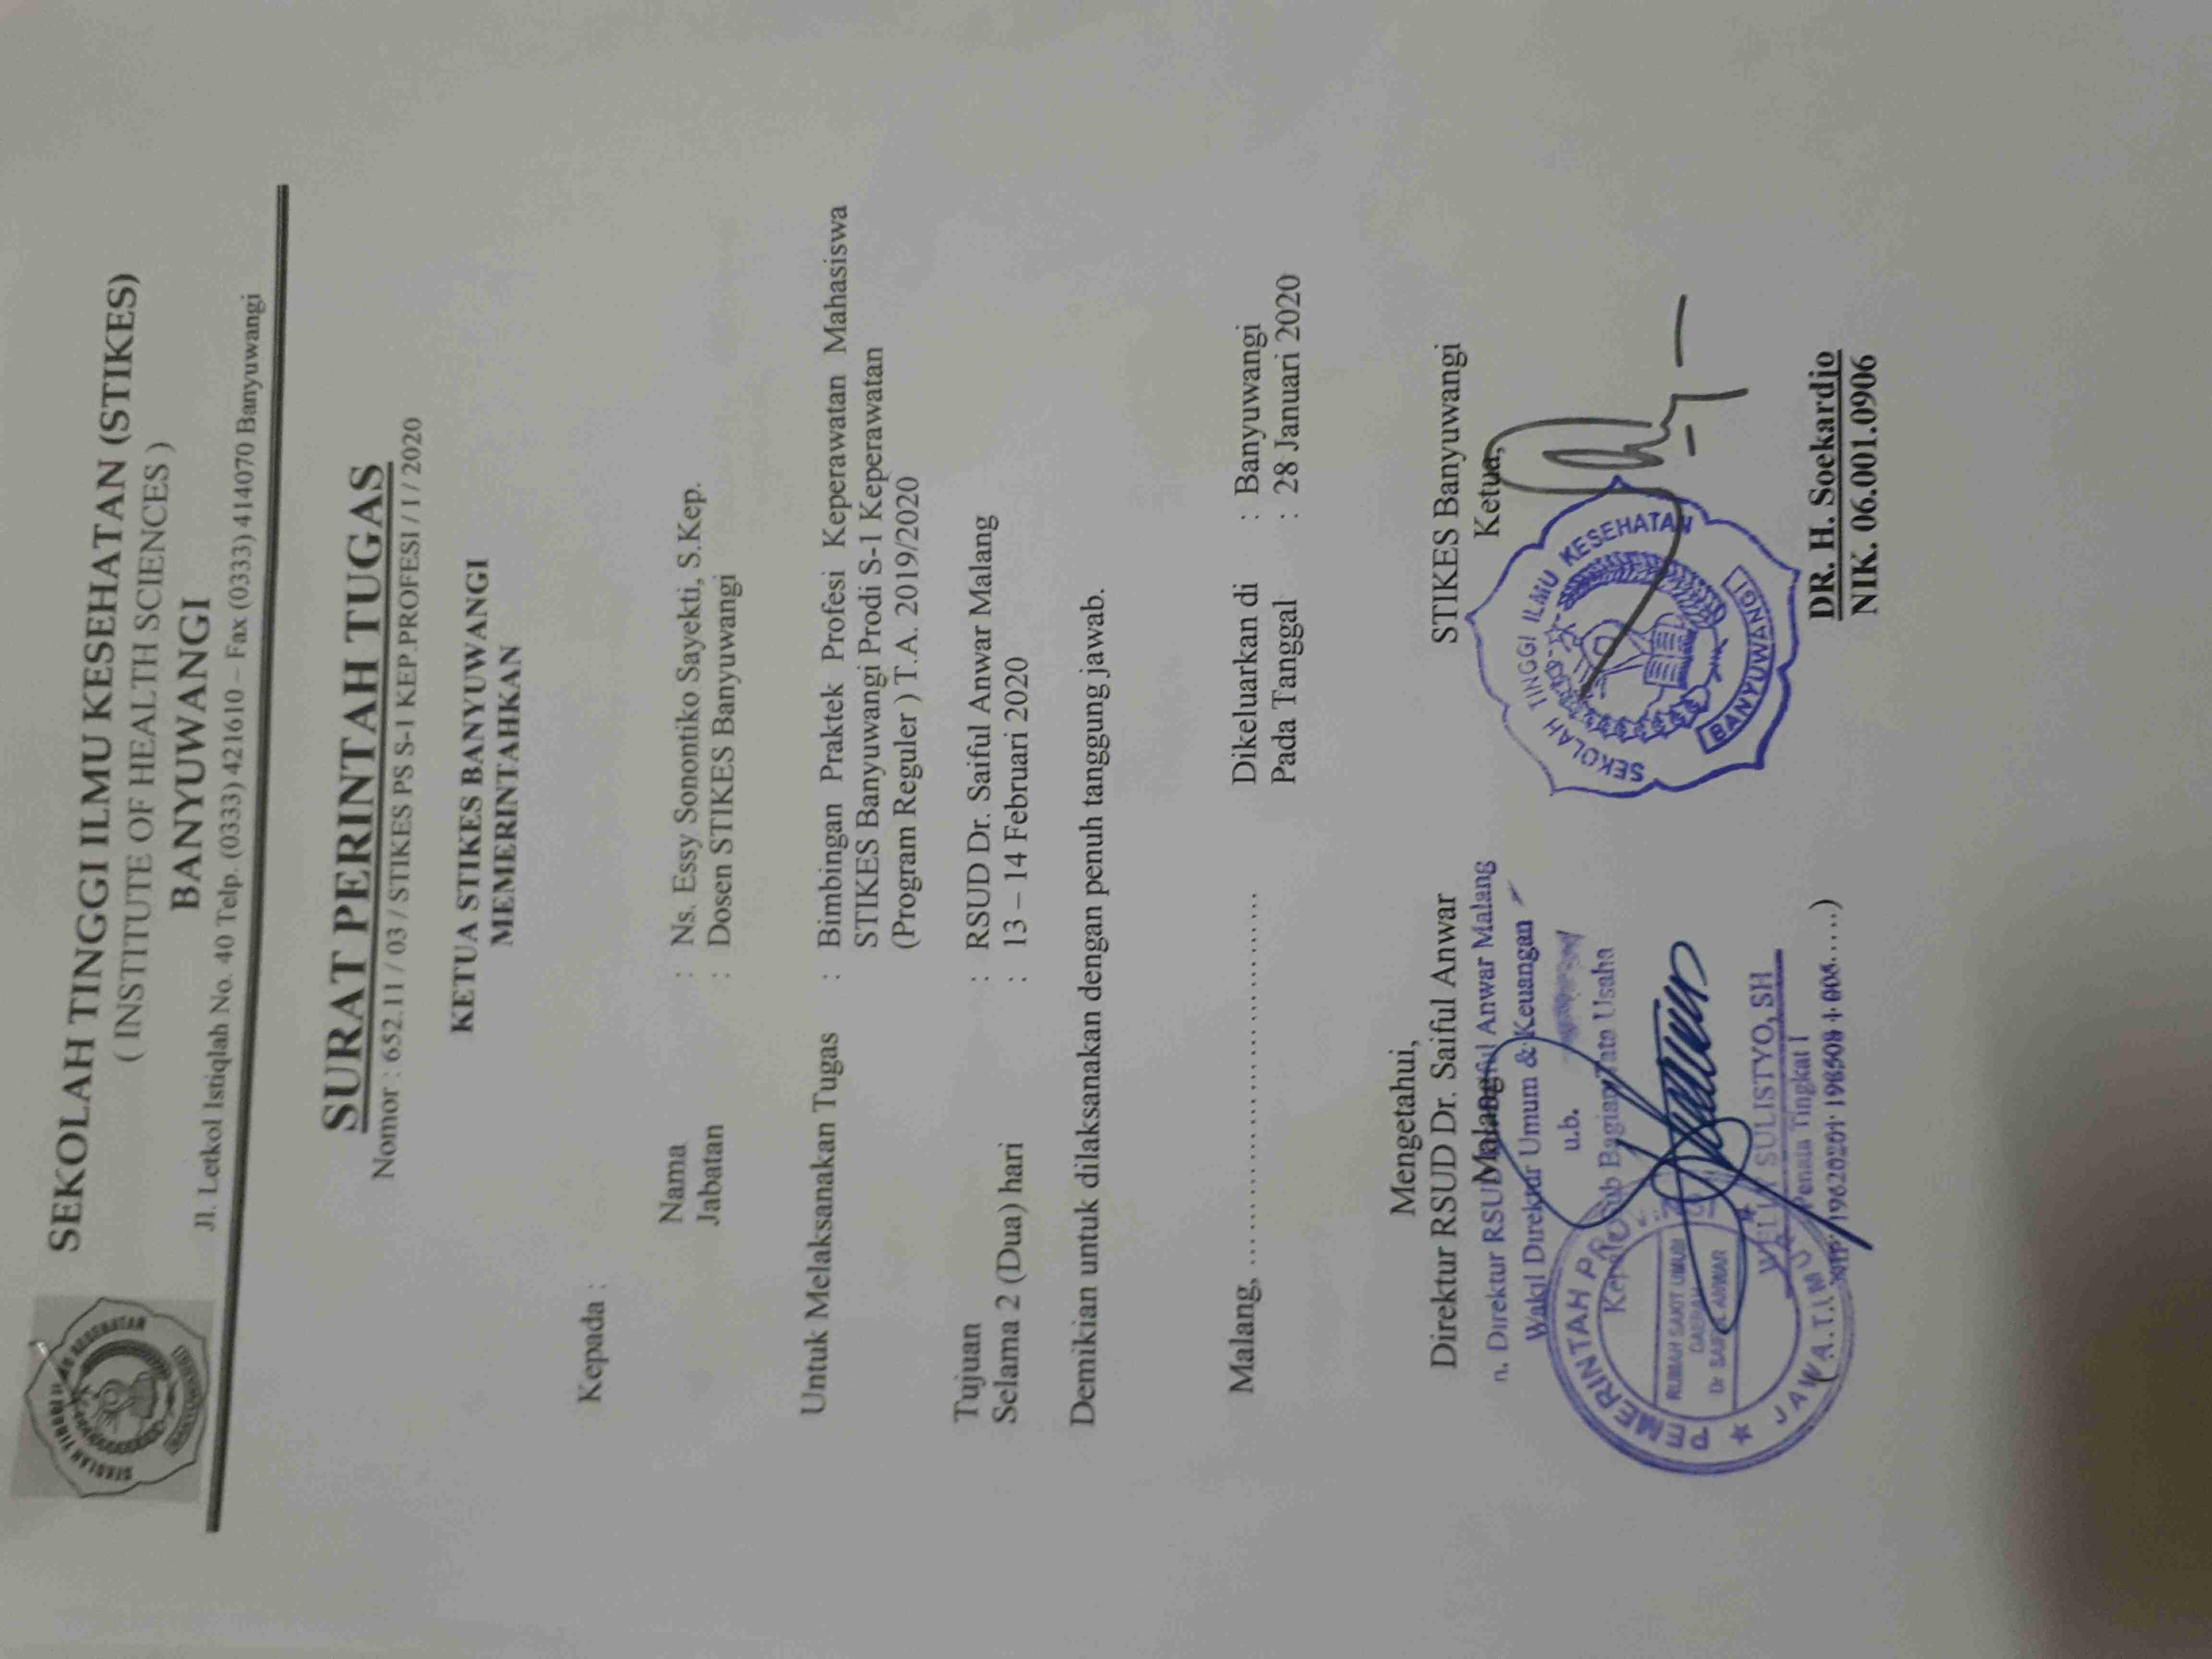 SEKOLAH TINGGI ILMU KESEHATAN
BANYUWANGI
SEKOLAH TINGGI ILMU KESEHATAN (STIKES)
( INSTITUTE OF HEALTH SCIENCES )
BANYUWANGI
Jl. Letkol Istiqlah No. 40 Telp. (0333) 421610 – Fax (0333) 414070 Banyuwangi
SURAT PERINTAH TUGAS
Nomor : 652.11 / 03 / STIKES PS S-1 KEP.PROFESI / I / 2020
KETUA STIKES BANYUWANGI
MEMERINTAHKAN
Kepada :
Nama : Ns. Essy Sonontiko Sayekti, S.Kep.
Jabatan : Dosen STIKES Banyuwangi
Untuk Melaksanakan Tugas : Bimbingan Praktek Profesi Keperawatan Mahasiswa
STIKES Banyuwangi Prodi S-1 Keperawatan
(Program Reguler ) T.A. 2019/2020
Tujuan : RSUD Dr. Saiful Anwar Malang
Selama 2 (Dua) hari : 13 – 14 Februari 2020
Demikian untuk dilaksanakan dengan penuh tanggung jawab.
Malang, ....................................
Dikeluarkan di : Banyuwangi
Pada Tanggal : 28 Januari 2020
Mengetahui,
Direktur RSUD Dr. Saiful Anwar
Malang
n. Direktur RSUD Anwar Malang
Wakil Direktur Umum & Keuangan
u.b.
Kepala Sub Bagian Tata Usaha
PEMERINTAH PROVINSI
JAWA TIMUR
RUMAH SAKIT UMUM
DAERAH
Dr SAIFUL ANWAR
WELLY SULISTYO, SH
Penata Tingkat I
NIP. 19620201 198508 1 (.....)
STIKES Banyuwangi
Ketua,
SEKOLAH TINGGI ILMU KESEHATAN
BANYUWANGI
DR. H. Soekardjo
NIK. 06.001.0906